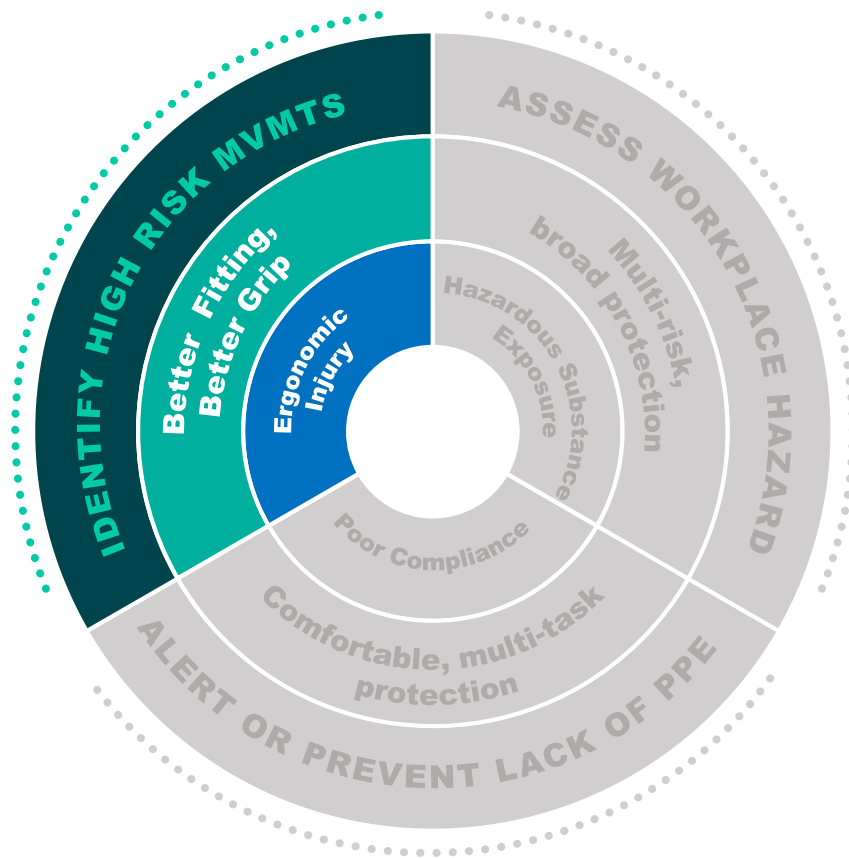 IDENTIFY HIGH RISK MVMTS
Better Fitting,
Better Grip
Ergonomic
Injury
ASSESS WORKPLACE HAZARD
Multi-risk,
broad protection
Hazardous Substance
Exposure
Poor Compliance
Comfortable, multi-task
protection
ALERT OR PREVENT LACK OF PPE